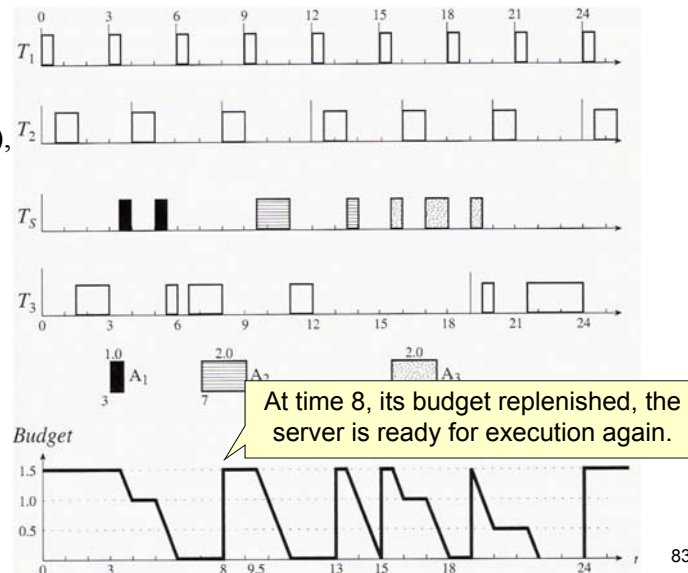 0 3 6 9 12 15 18 21 24
T1
),
T2
TS
T3
0 3 6 9 12 15 18 21 24
1.0 2.0 2.0
A1 A2 A3
3 7
At time 8, its budget replenished, the
server is ready for execution again.
Budget
1.5
1.0
0.5
0 3 8 9.5 13 15 18 24 t
83